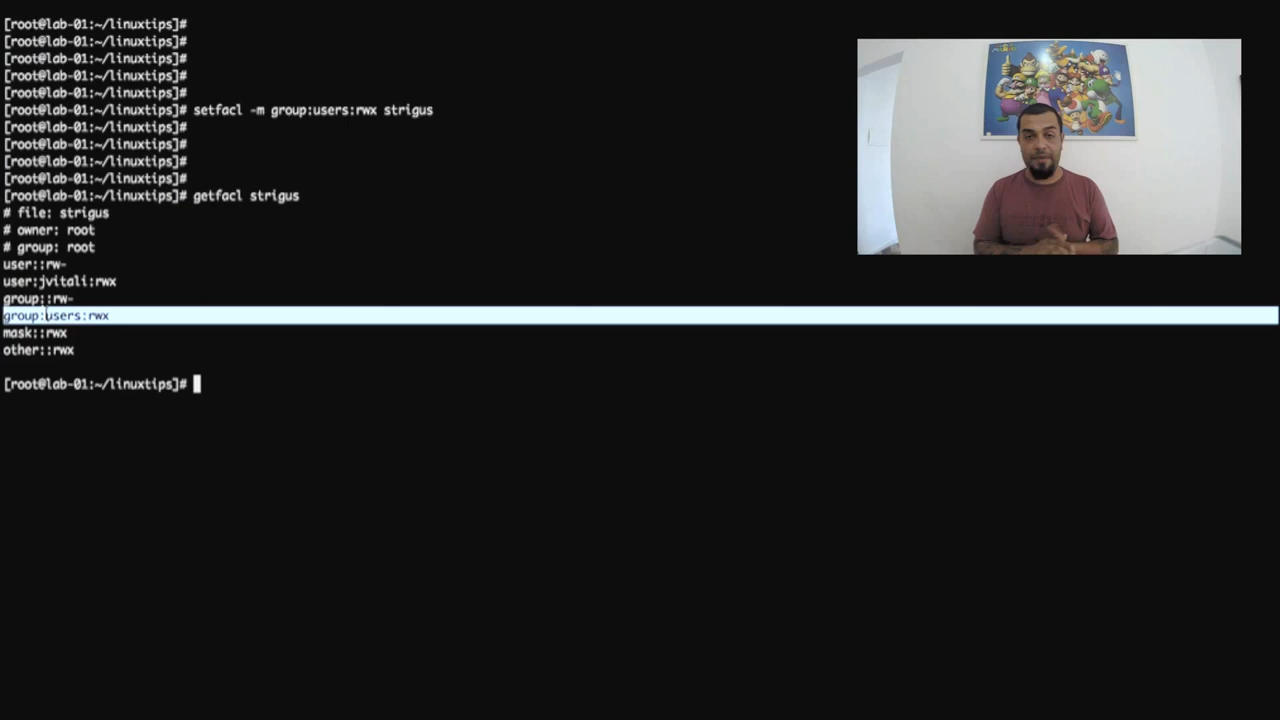 [root@lab-01:~/linuxtips]#
[root@lab-01:~/linuxtips]#
[root@lab-01:~/linuxtips]#
[root@lab-01:~/linuxtips]#
[root@lab-01:~/linuxtips]#
[root@lab-01:~/linuxtips]# setfacl -m group:users:rwx strigus
[root@lab-01:~/linuxtips]#
[root@lab-01:~/linuxtips]#
[root@lab-01:~/linuxtips]#
[root@lab-01:~/linuxtips]#
[root@lab-01:~/linuxtips]# getfacl strigus
# file: strigus
# owner: root
# group: root
user::rw-
user:jvitali:rwx
group::rw-
group:users:rwx
mask::rwx
other::rwx
[root@lab-01:~/linuxtips]#